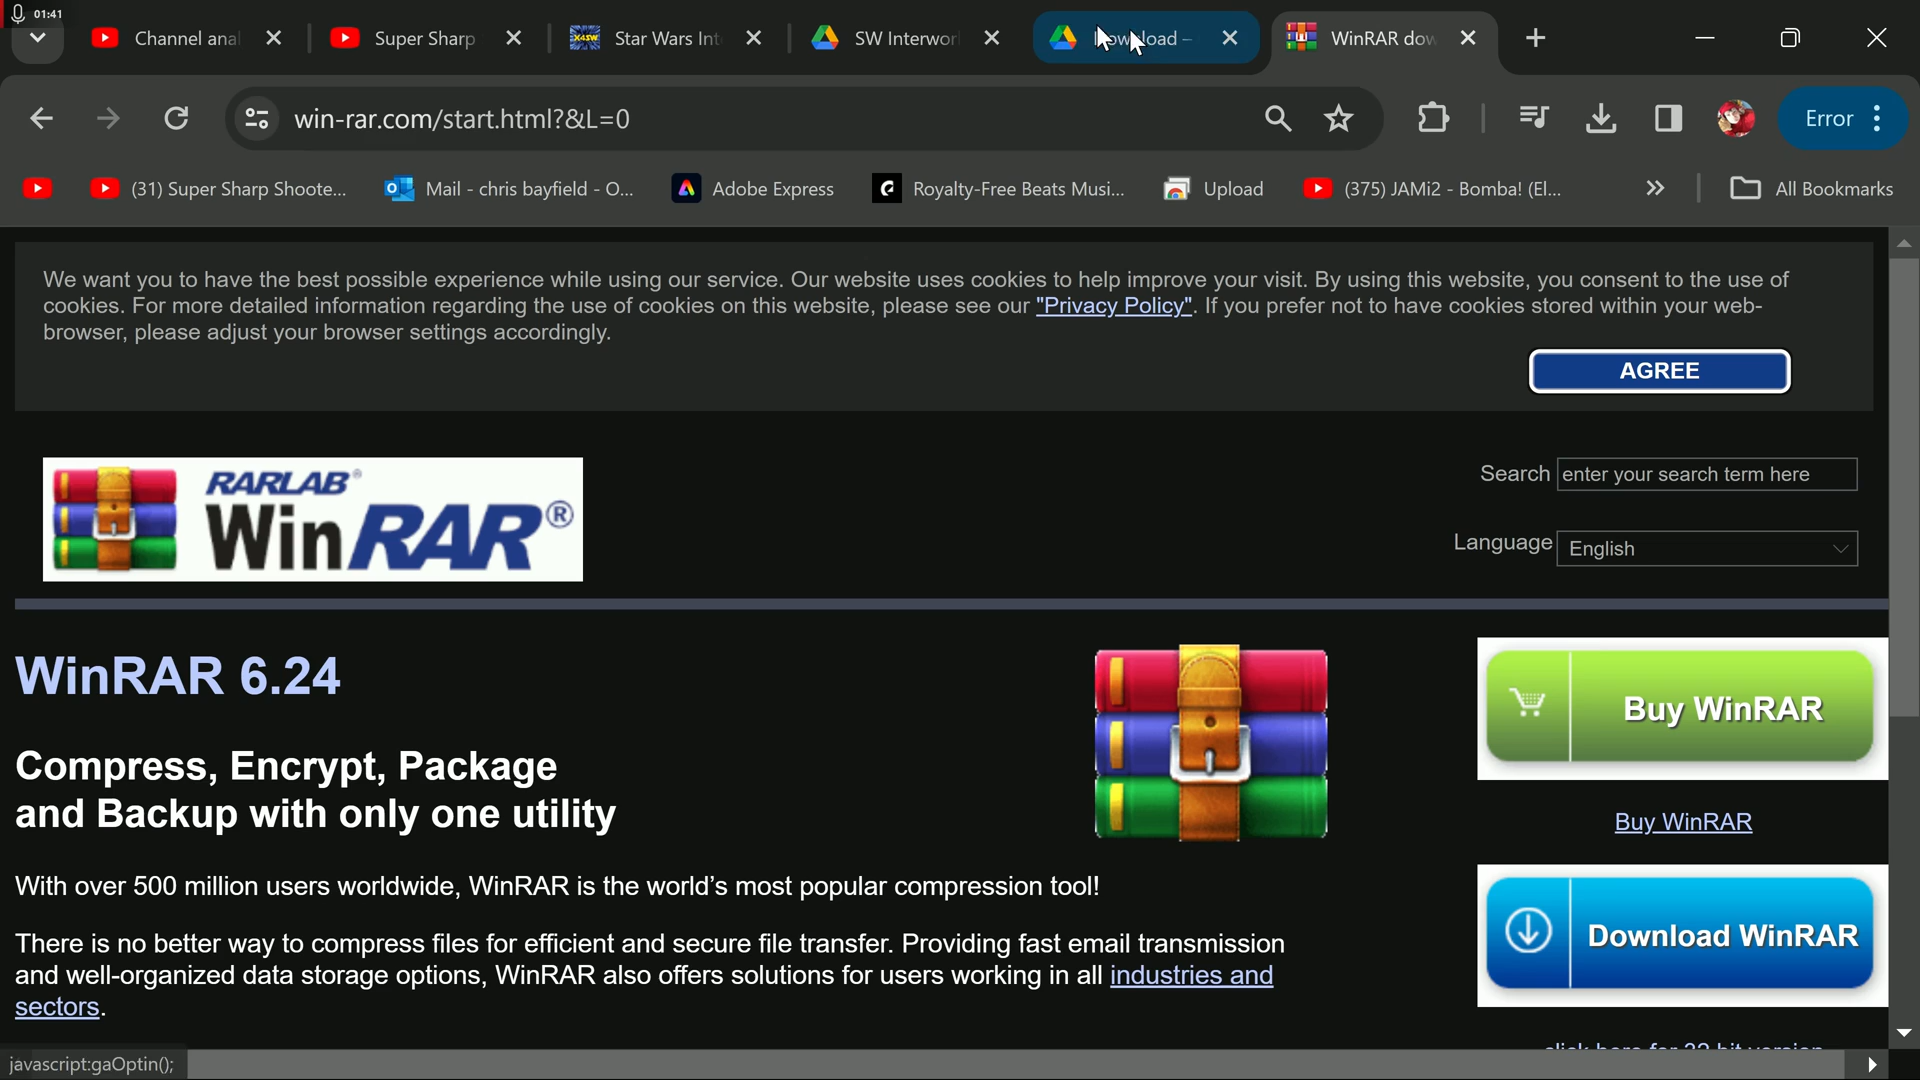 01:41
Channel anal
Super Sharp
Star Wars Int
SW Interwor
WinRAR dow
win-rar.com/start.html?&L=0
Error
(31) Super Sharp Shoote...
Mail - chris bayfield - O...
Adobe Express
Royalty-Free Beats Musi...
Upload
(375) JAMi2 - Bomba! (El...
All Bookmarks
We want you to have the best possible experience while using our service. Our website uses cookies to help improve your visit. By using this website, you consent to the use of
cookies. For more detailed information regarding the use of cookies on this website, please see our "Privacy Policy". If you prefer not to have cookies stored within your web-
browser, please adjust your browser settings accordingly.
AGREE
RARLAB®
WinRAR®
Search enter your search term here
Language English
WinRAR 6.24
Compress, Encrypt, Package
and Backup with only one utility
With over 500 million users worldwide, WinRAR is the world's most popular compression tool!
There is no better way to compress files for efficient and secure file transfer. Providing fast email transmission
and well-organized data storage options, WinRAR also offers solutions for users working in all industries and
sectors.
Buy WinRAR
Buy WinRAR
Download WinRAR
javascript:gaOptin();